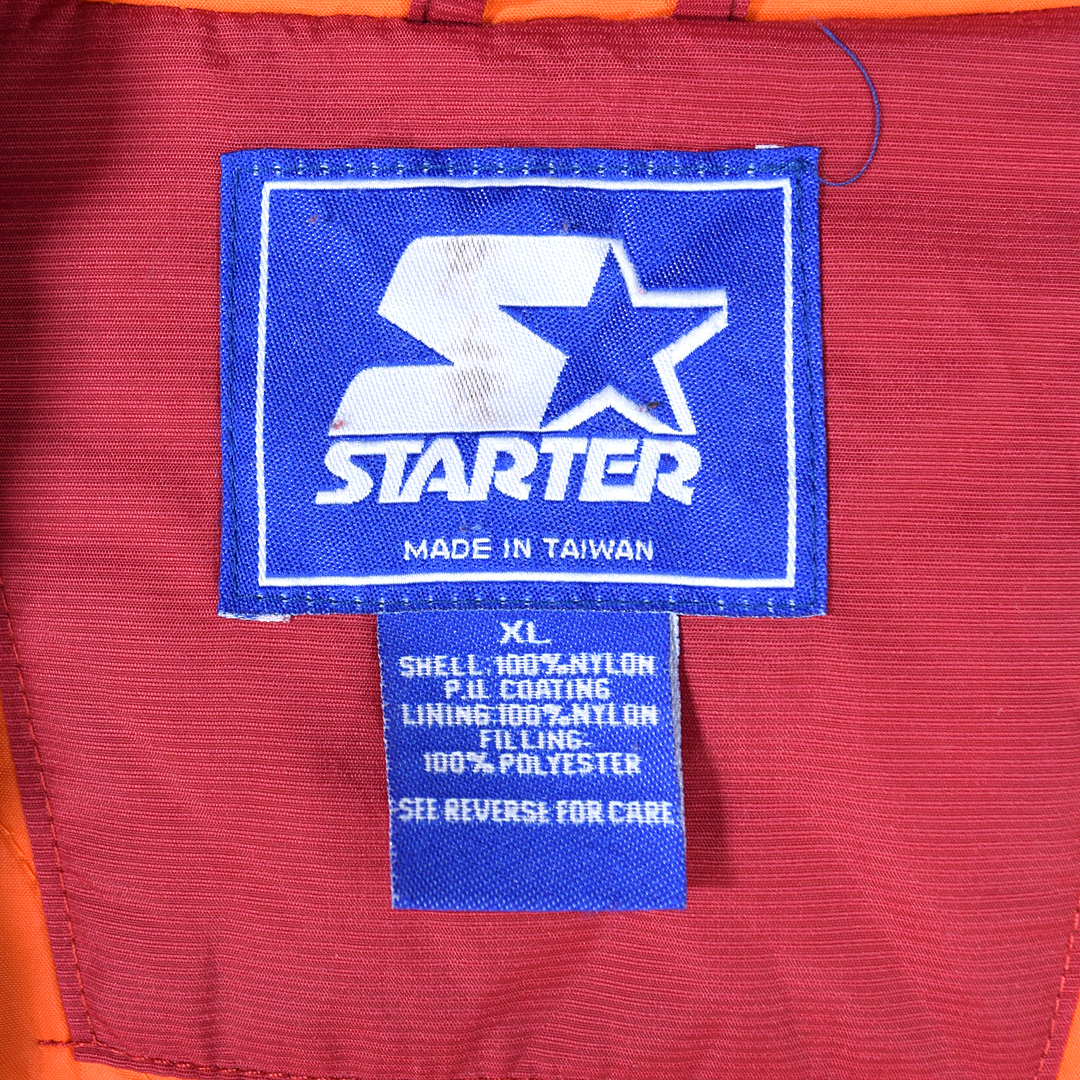 STARTER
MADE IN TAIWAN
XL
SHELL:100%NYLON
P.U. COATING
LINING:100%NYLON
FILLING-
100%POLYESTER
SEE REVERSE FOR CARE